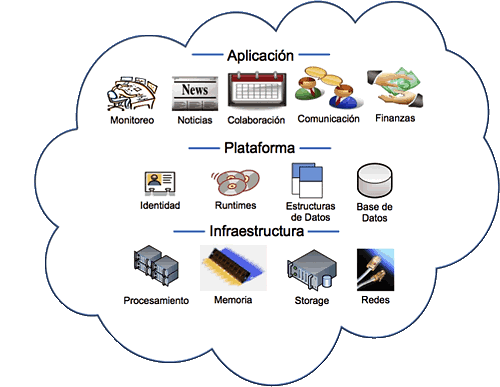 Aplicación
News
Monitoreo
Noticias
Colaboración
Comunicación
Finanzas
Plataforma
Identidad
Runtimes
Estructuras
de Datos
Base de
Datos
Infraestructura
Procesamiento
Memoria
Storage
Redes